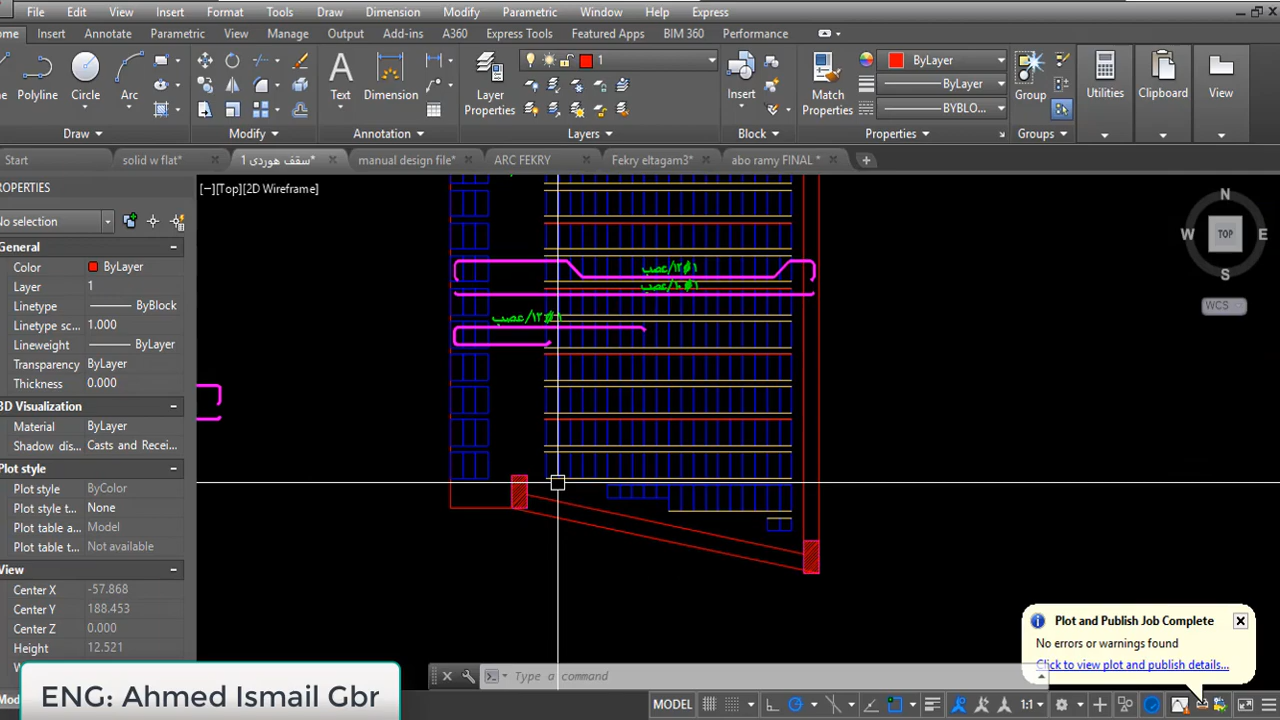 File Edit View Insert Format Tools Draw Dimension Modify Parametric Window Help Express
me Insert Annotate Parametric View Manage Output Add-ins A360 Express Tools Featured Apps BIM 360 Performance
Polyline Circle Arc Text Dimension Layer Properties 1 Insert Match Properties ByLayer ByLayer BYBLO... Group Utilities Clipboard View
Draw Modify Annotation Layers Block Properties Groups
Start solid w flat* سقف هوردى 1* manual design file* ARC FEKRY Fekry eltagam3* abo ramy FINAL *
[−][Top][2D Wireframe]
PROPERTIES
No selection
General
Color ByLayer
Layer 1
Linetype ByBlock
Linetype sc... 1.000
Lineweight ByLayer
Transparency ByLayer
Thickness 0.000
3D Visualization
Material ByLayer
Shadow dis... Casts and Recei...
Plot style
Plot style ByColor
Plot style t... None
Plot table a... Model
Plot table t... Not available
View
Center X -57.868
Center Y 188.453
Center Z 0.000
Height 12.521
١Ø١٢/عصب
١Ø١٠/عصب
١Ø١٢/عصب
N
W TOP E
S
WCS
Plot and Publish Job Complete
No errors or warnings found
Click to view plot and publish details...
Type a command
MODEL 1:1
ENG: Ahmed Ismail Gbr